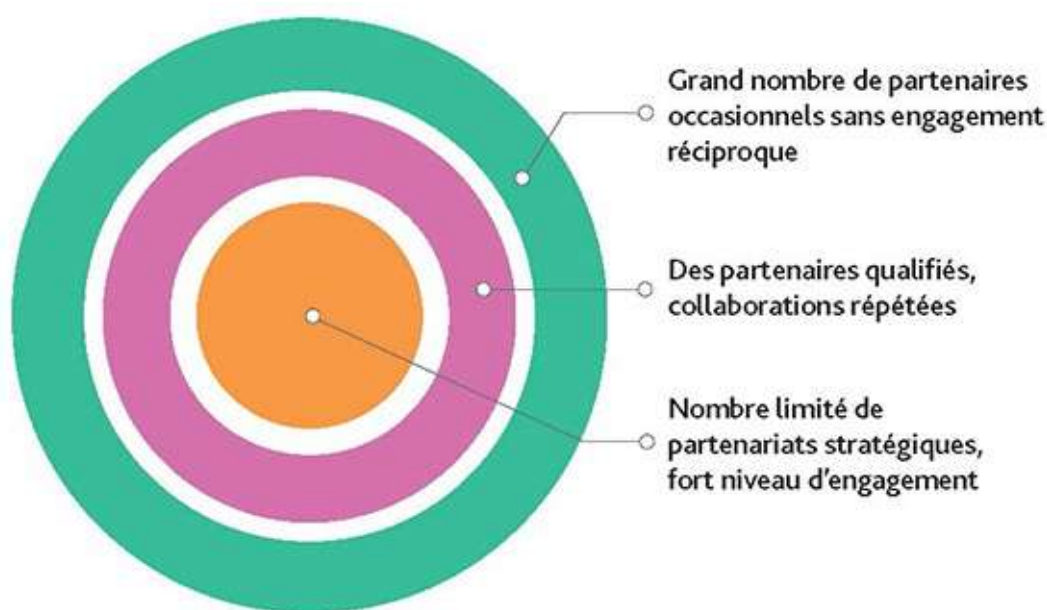 Grand nombre de partenaires
occasionnels sans engagement
réciproque
Des partenaires qualifiés,
collaborations répétées
Nombre limité de
partenariats stratégiques,
fort niveau d'engagement